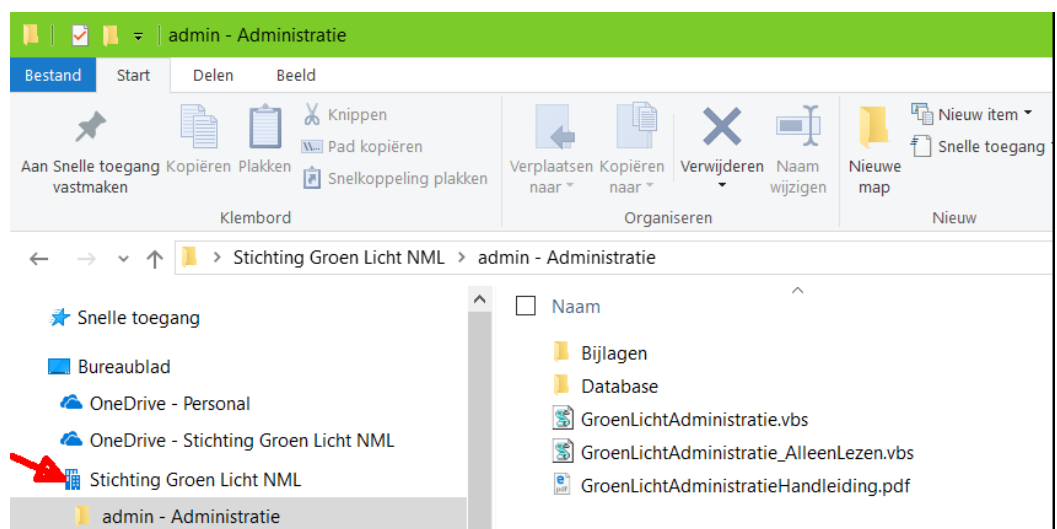 admin - Administratie
Bestand Start Delen Beeld
Aan Snelle toegang vastmaken
Kopiëren
Plakken
Knippen
Pad kopiëren
Snelkoppeling plakken
Klembord
Verplaatsen naar
Kopiëren naar
Verwijderen
Naam wijzigen
Organiseren
Nieuwe map
Nieuw item
Snelle toegang
Nieuw
Stichting Groen Licht NML > admin - Administratie
Snelle toegang
Bureaublad
OneDrive - Personal
OneDrive - Stichting Groen Licht NML
Stichting Groen Licht NML
admin - Administratie
Naam
Bijlagen
Database
GroenLichtAdministratie.vbs
GroenLichtAdministratie_AlleenLezen.vbs
GroenLichtAdministratieHandleiding.pdf